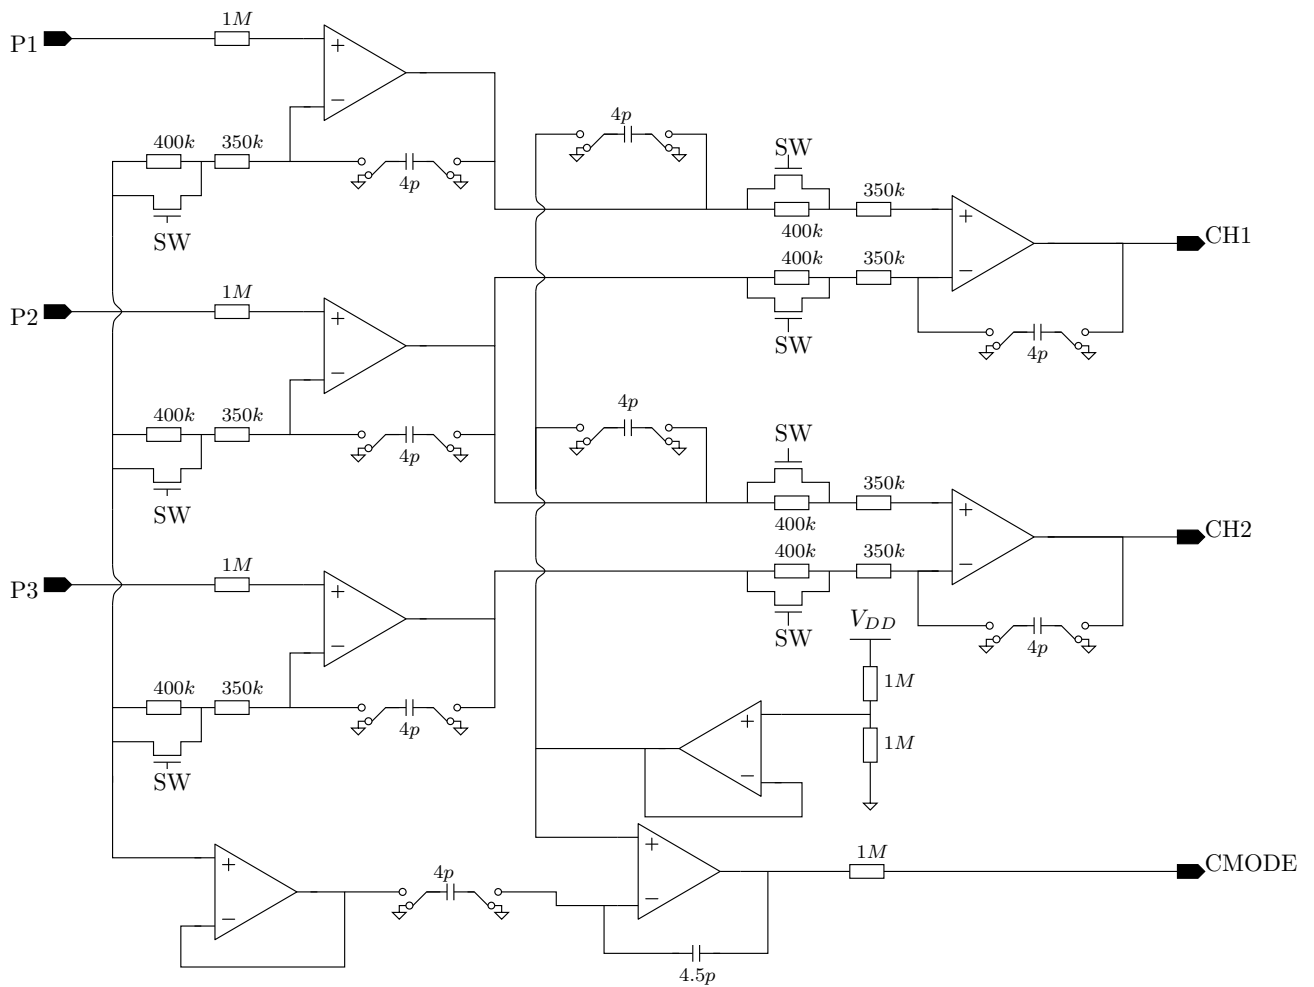 1M
P1
+
−
400k 350k
4p
SW
4p
SW
350k
400k
CH1
+
−
400k 350k
SW
4p
1M
P2
+
−
400k 350k
4p
SW
4p
SW
350k
400k
CH2
+
−
400k 350k
SW
4p
1M
P3
+
−
400k 350k
4p
SW
VDD
1M
1M
+
−
+
−
4p
+
−
4.5p
1M
CMODE